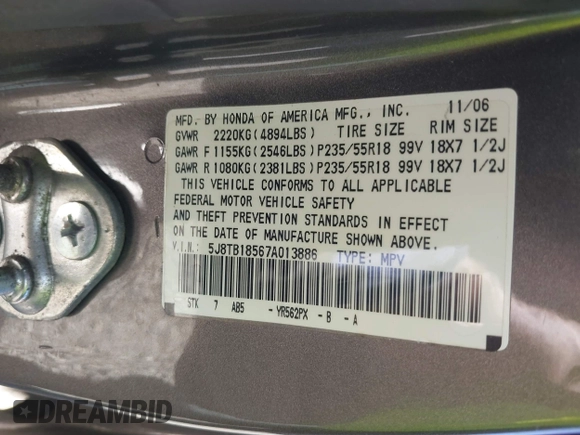 MFD. BY HONDA OF AMERICA MFG., INC. 11/06
GVWR 2220KG(4894LBS) TIRE SIZE RIM SIZE
GAWR F 1155KG(2546LBS) P235/55R18 99V 18X7 1/2J
GAWR R 1080KG(2381LBS) P235/55R18 99V 18X7 1/2J
THIS VEHICLE CONFORMS TO ALL APPLICABLE
FEDERAL MOTOR VEHICLE SAFETY
AND THEFT PREVENTION STANDARDS IN EFFECT
ON THE DATE OF MANUFACTURE SHOWN ABOVE.
V.I.N.: 5J8TB18567A013886 TYPE: MPV
STK 7 AB5 - YR562PX - B - A
DREAMBID